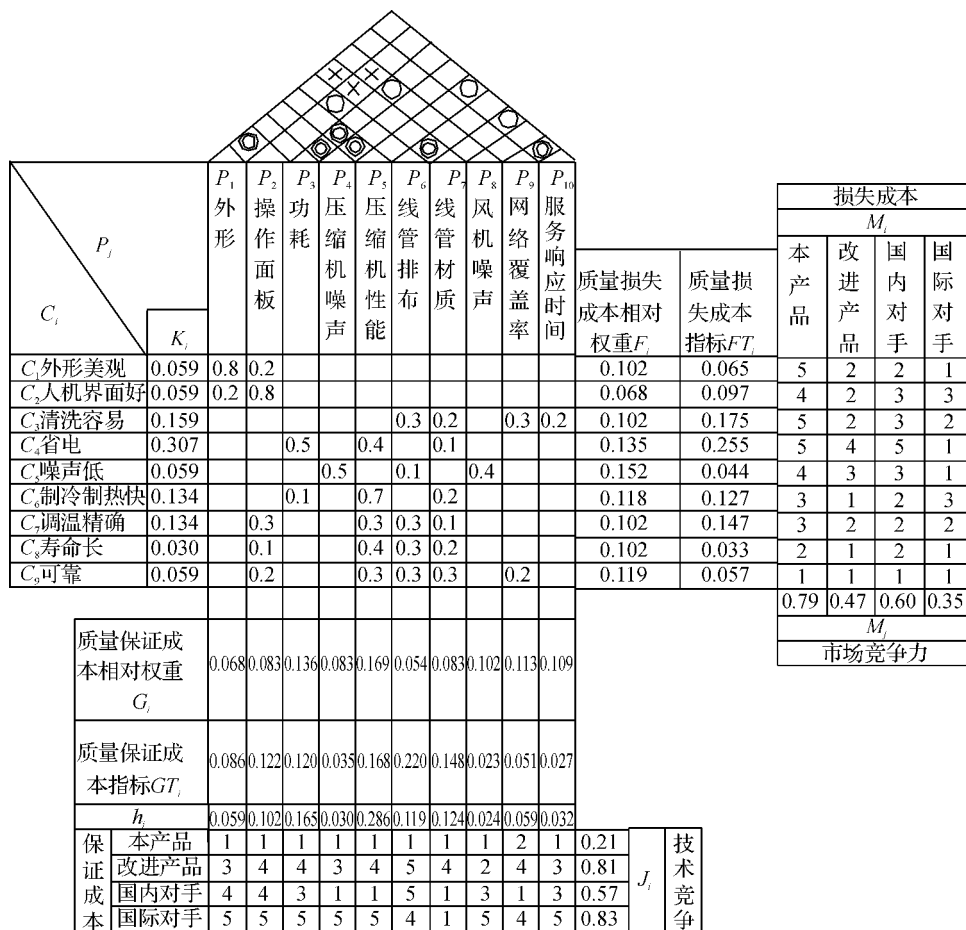 P₁ P₂ P₃ P₄ P₅ P₆ P₇ P₈ P₉ P₁₀
外形 操作面板 功耗 压缩机噪声 压缩机性能 线管排布 线管材质 风机噪声 网络覆盖率 服务响应时间
Pⱼ
Cᵢ
Kᵢ
质量损失成本相对权重Fᵢ
质量损失成本指标FTᵢ
损失成本
Mᵢ
本产品 改进产品 国内对手 国际对手
C₁外形美观 0.059 0.8 0.2 0.102 0.065 5 2 2 1
C₂人机界面好 0.059 0.2 0.8 0.068 0.097 4 2 3 3
C₃清洗容易 0.159 0.3 0.2 0.3 0.2 0.102 0.175 5 2 3 2
C₄省电 0.307 0.5 0.4 0.1 0.135 0.255 5 4 5 1
C₅噪声低 0.059 0.5 0.1 0.4 0.152 0.044 4 3 3 1
C₆制冷制热快 0.134 0.1 0.7 0.2 0.118 0.127 3 1 2 3
C₇调温精确 0.134 0.3 0.3 0.3 0.1 0.102 0.147 3 2 2 2
C₈寿命长 0.030 0.1 0.4 0.3 0.2 0.102 0.033 2 1 2 1
C₉可靠 0.059 0.2 0.3 0.3 0.3 0.2 0.119 0.057 1 1 1 1
0.79 0.47 0.60 0.35
Mⱼ
市场竞争力
质量保证成
本相对权重
Gᵢ
0.068 0.083 0.136 0.083 0.169 0.054 0.083 0.102 0.113 0.109
质量保证成
本指标GTᵢ
0.086 0.122 0.120 0.035 0.168 0.220 0.148 0.023 0.051 0.027
hᵢ 0.059 0.102 0.165 0.030 0.286 0.119 0.124 0.024 0.059 0.032
保证成本
本产品 1 1 1 1 1 1 1 1 2 1 0.21
改进产品 3 4 4 3 4 5 4 2 4 3 0.81
国内对手 4 4 3 1 1 5 1 3 1 3 0.57
国际对手 5 5 5 5 5 4 1 5 4 5 0.83
Jᵢ
技术竞争